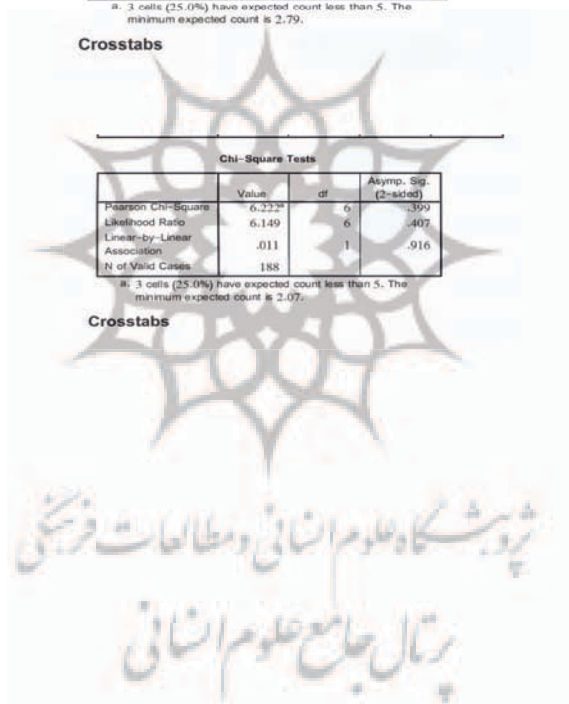 a. 3 cells (25.0%) have expected count less than 5. The
minimum expected count is 2.79.
Crosstabs
Chi-Square Tests
Value df Asymp. Sig. (2-sided)
Pearson Chi-Square 6.222a 6 .399
Likelihood Ratio 6.149 6 .407
Linear-by-Linear Association .011 1 .916
N of Valid Cases 188
a. 3 cells (25.0%) have expected count less than 5. The
minimum expected count is 2.07.
Crosstabs
پژوهشگاه علوم انسانی و مطالعات فرهنگی
پرتال جامع علوم انسانی